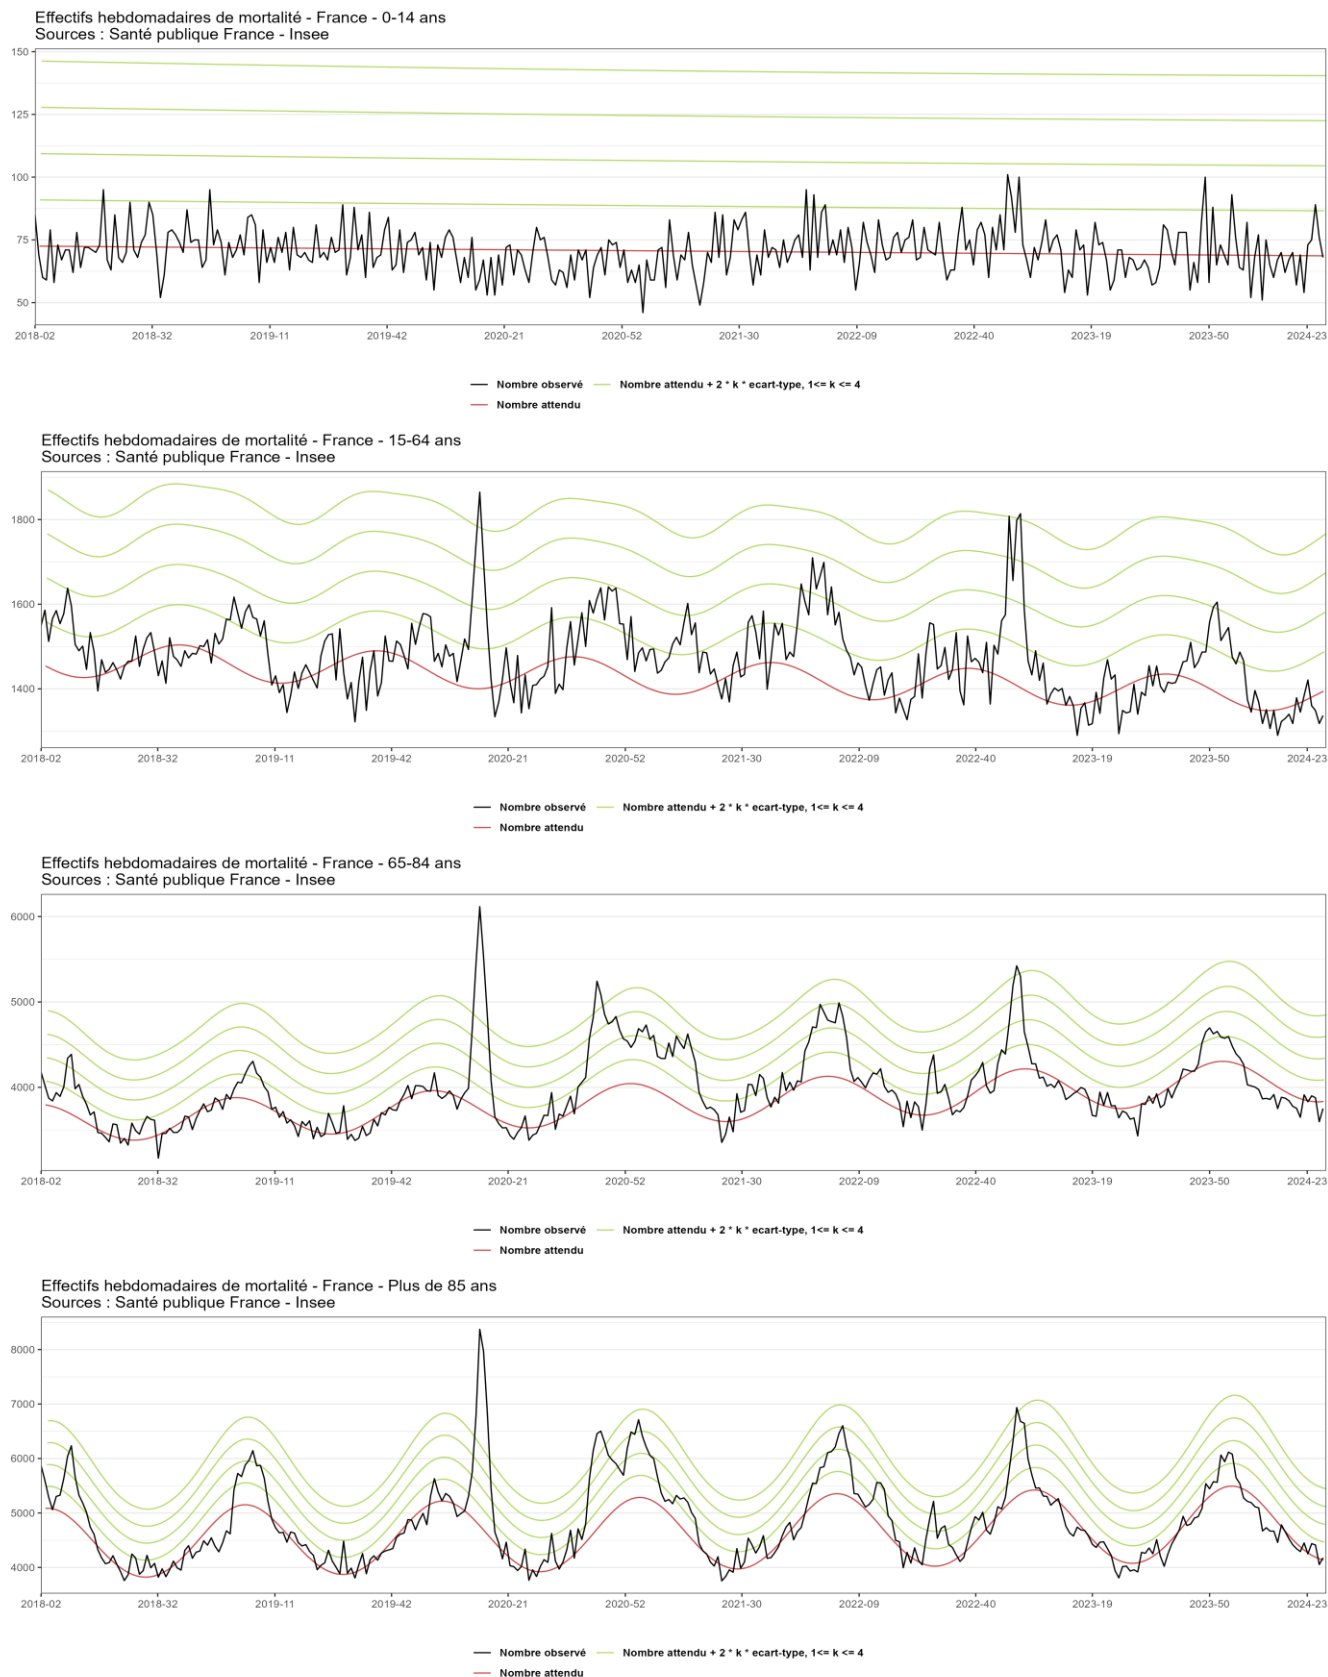 Effectifs hebdomadaires de mortalité - France - 0-14 ans
Sources : Santé publique France - Insee
150
125
100
75
50
2018-02 2018-32 2019-11 2019-42 2020-21 2020-52 2021-30 2022-09 2022-40 2023-19 2023-50 2024-23
Nombre observé Nombre attendu + 2 * k * ecart-type, 1<= k <= 4
Nombre attendu
Effectifs hebdomadaires de mortalité - France - 15-64 ans
Sources : Santé publique France - Insee
1800
1600
1400
2018-02 2018-32 2019-11 2019-42 2020-21 2020-52 2021-30 2022-09 2022-40 2023-19 2023-50 2024-23
Nombre observé Nombre attendu + 2 * k * ecart-type, 1<= k <= 4
Nombre attendu
Effectifs hebdomadaires de mortalité - France - 65-84 ans
Sources : Santé publique France - Insee
6000
5000
4000
2018-02 2018-32 2019-11 2019-42 2020-21 2020-52 2021-30 2022-09 2022-40 2023-19 2023-50 2024-23
Nombre observé Nombre attendu + 2 * k * ecart-type, 1<= k <= 4
Nombre attendu
Effectifs hebdomadaires de mortalité - France - Plus de 85 ans
Sources : Santé publique France - Insee
8000
7000
6000
5000
4000
2018-02 2018-32 2019-11 2019-42 2020-21 2020-52 2021-30 2022-09 2022-40 2023-19 2023-50 2024-23
Nombre observé Nombre attendu + 2 * k * ecart-type, 1<= k <= 4
Nombre attendu